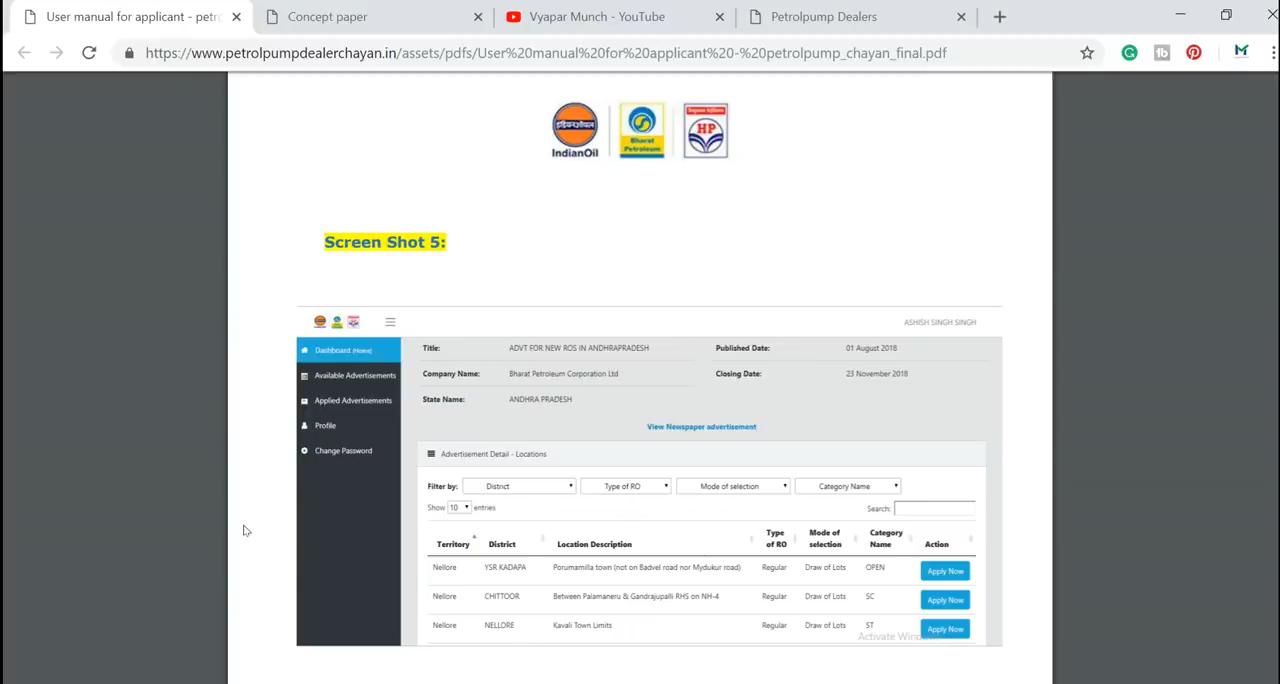 User manual for applicant - petro
Concept paper
Vyapar Munch - YouTube
Petrolpump Dealers
https://www.petrolpumpdealerchayan.in/assets/pdfs/User%20manual%20for%20applicant%20-%20petrolpump_chayan_final.pdf
इंडियनऑयल
IndianOil
Bharat
Petroleum
HP
Screen Shot 5:
ASHISH SINGH SINGH
Dashboard (Home)
Available Advertisements
Applied Advertisements
Profile
Change Password
Title: ADVT FOR NEW ROS IN ANDHRAPRADESH Published Date: 01 August 2018
Company Name: Bharat Petroleum Corporation Ltd Closing Date: 23 November 2018
State Name: ANDHRA PRADESH
View Newspaper advertisement
Advertisement Detail - Locations
Filter by: District Type of RO Mode of selection Category Name
Show 10 entries Search:
Territory District Location Description Type of RO Mode of selection Category Name Action
Nellore YSR KADAPA Porumamilla town (not on Badvel road nor Mydukur road) Regular Draw of Lots OPEN Apply Now
Nellore CHITTOOR Between Palamaneru & Gandrajupalli RHS on NH-4 Regular Draw of Lots SC Apply Now
Nellore NELLORE Kavali Town Limits Regular Draw of Lots ST Apply Now
Activate Wind